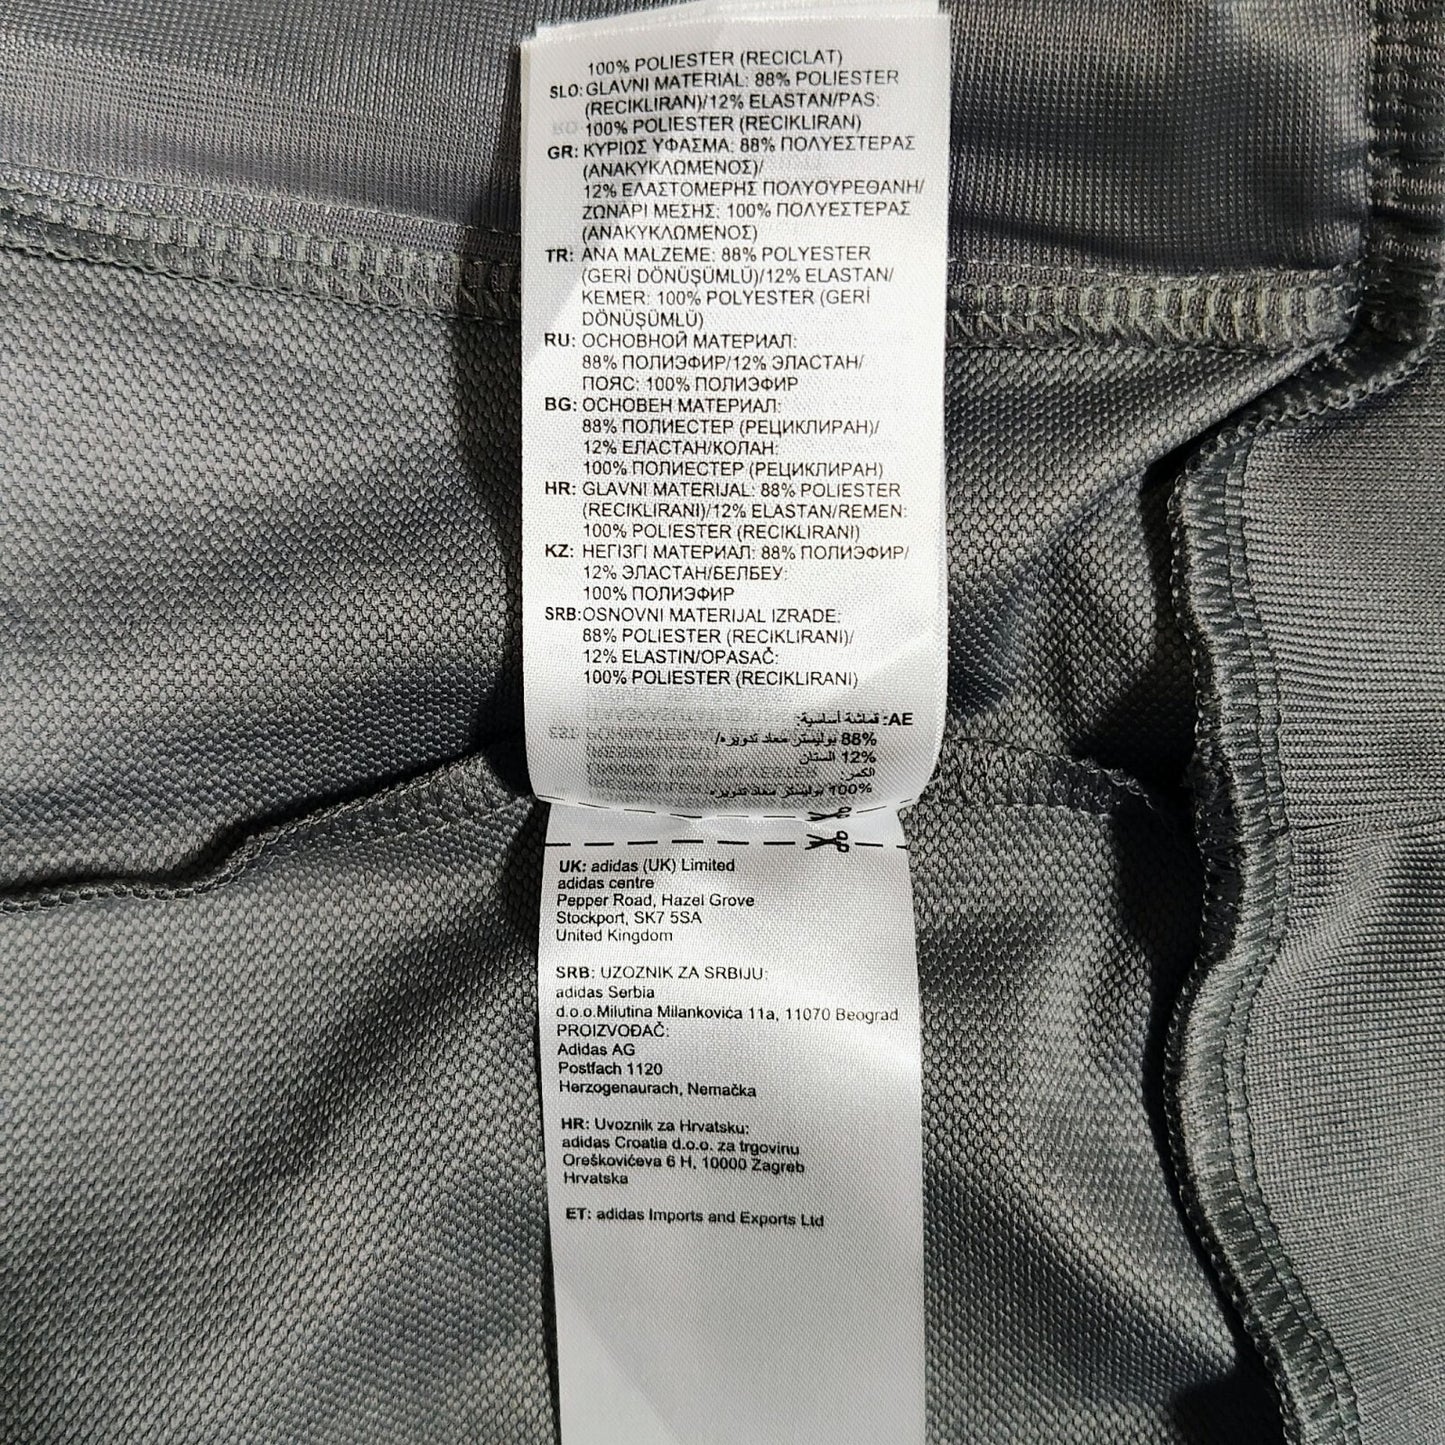 100% POLIESTER (RECICLAT)
SLO: GLAVNI MATERIAL: 88% POLIESTER
(RECIKLIRAN)/12% ELASTAN/PAS:
100% POLIESTER (RECIKLIRAN)
GR: ΚΥΡΙΩΣ ΥΦΑΣΜΑ: 88% ΠΟΛΥΕΣΤΕΡΑΣ
(ΑΝΑΚΥΚΛΩΜΕΝΟΣ)/
12% ΕΛΑΣΤΟΜΕΡΗΣ ΠΟΛΥΟΥΡΕΘΑΝΗ/
ΖΩΝΑΡΙ ΜΕΣΗΣ: 100% ΠΟΛΥΕΣΤΕΡΑΣ
(ΑΝΑΚΥΚΛΩΜΕΝΟΣ)
TR: ANA MALZEME: 88% POLYESTER
(GERİ DÖNÜŞÜMLÜ)/12% ELASTAN/
KEMER: 100% POLYESTER (GERİ
DÖNÜŞÜMLÜ)
RU: ОСНОВНОЙ МАТЕРИАЛ:
88% ПОЛИЭФИР/12% ЭЛАСТАН/
ПОЯС: 100% ПОЛИЭФИР
BG: ОСНОВЕН МАТЕРИАЛ:
88% ПОЛИЕСТЕР (РЕЦИКЛИРАН)/
12% ЕЛАСТАН/КОЛАН:
100% ПОЛИЕСТЕР (РЕЦИКЛИРАН)
HR: GLAVNI MATERIJAL: 88% POLIESTER
(RECIKLIRANI)/12% ELASTAN/REMEN:
100% POLIESTER (RECIKLIRANI)
KZ: НЕГІЗГІ МАТЕРИАЛ: 88% ПОЛИЭФИР/
12% ЭЛАСТАН/БЕЛБЕУ:
100% ПОЛИЭФИР
SRB: OSNOVNI MATERIJAL IZRADE:
88% POLIESTER (RECIKLIRANI)/
12% ELASTIN/OPASAČ:
100% POLIESTER (RECIKLIRANI)
AE: قماشة أساسية:
88% بوليستر معاد تدويره/
12% الستان
الكمر:
100% بوليستر معاد تدويره
UK: adidas (UK) Limited
adidas centre
Pepper Road, Hazel Grove
Stockport, SK7 5SA
United Kingdom
SRB: UZOZNIK ZA SRBIJU:
adidas Serbia
d.o.o.Milutina Milankovića 11a, 11070 Beograd
PROIZVOĐAČ:
Adidas AG
Postfach 1120
Herzogenaurach, Nemačka
HR: Uvoznik za Hrvatsku:
adidas Croatia d.o.o. za trgovinu
Oreškovićeva 6 H, 10000 Zagreb
Hrvatska
ET: adidas Imports and Exports Ltd